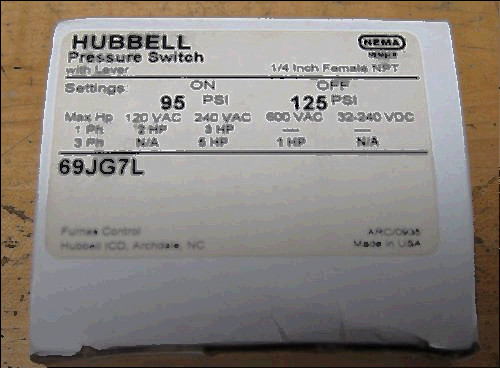 HUBBELL
NEMA
Pressure Switch
with Lever
1/4 Inch Female NPT
Settings: ON OFF
95 PSI 125 PSI
Max Hp 120 VAC 240 VAC 600 VAC 32-240 VDC
1 Ph 2 HP 3 HP — —
3 Ph N/A 5 HP 1 HP N/A
69JG7L
Furnas Control
ARC/0935
Hubbell ICD, Archdale, NC
Made in USA